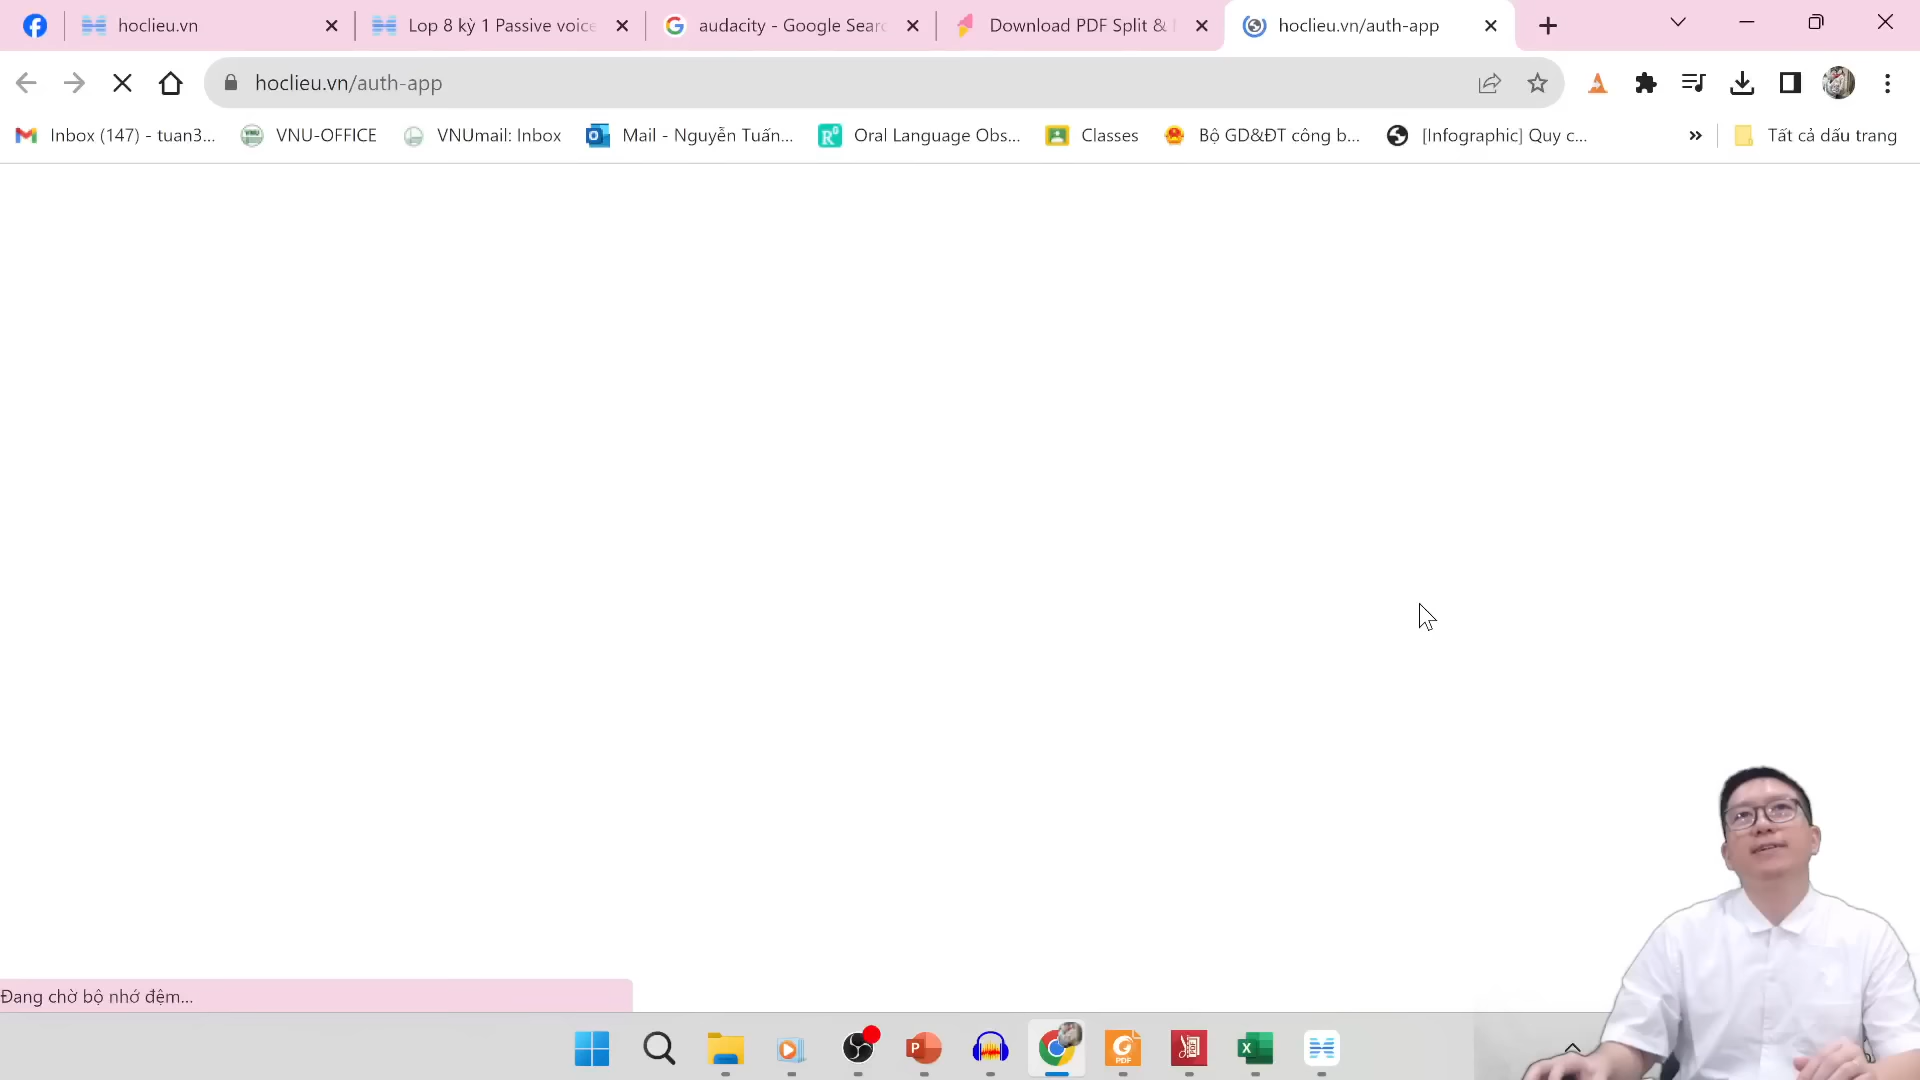 hoclieu.vn
Lop 8 kỳ 1 Passive voice
audacity - Google Sear
Download PDF Split &
hoclieu.vn/auth-app
hoclieu.vn/auth-app
Inbox (147) - tuan3...
VNU-OFFICE
VNUmail: Inbox
Mail - Nguyễn Tuấn...
Oral Language Obs...
Classes
Bộ GD&ĐT công b...
[Infographic] Quy c...
Tất cả dấu trang
Đang chờ bộ nhớ đệm...